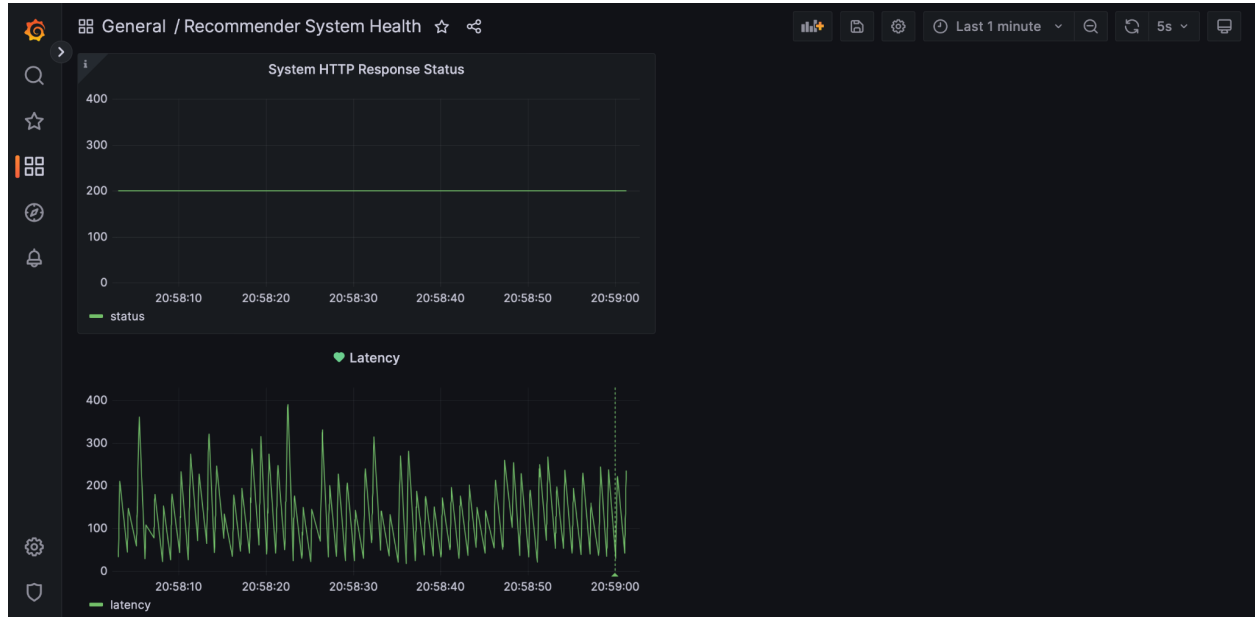 General / Recommender System Health
Last 1 minute
5s
i
System HTTP Response Status
400
300
200
100
0
20:58:10 20:58:20 20:58:30 20:58:40 20:58:50 20:59:00
status
Latency
400
300
200
100
0
20:58:10 20:58:20 20:58:30 20:58:40 20:58:50 20:59:00
latency